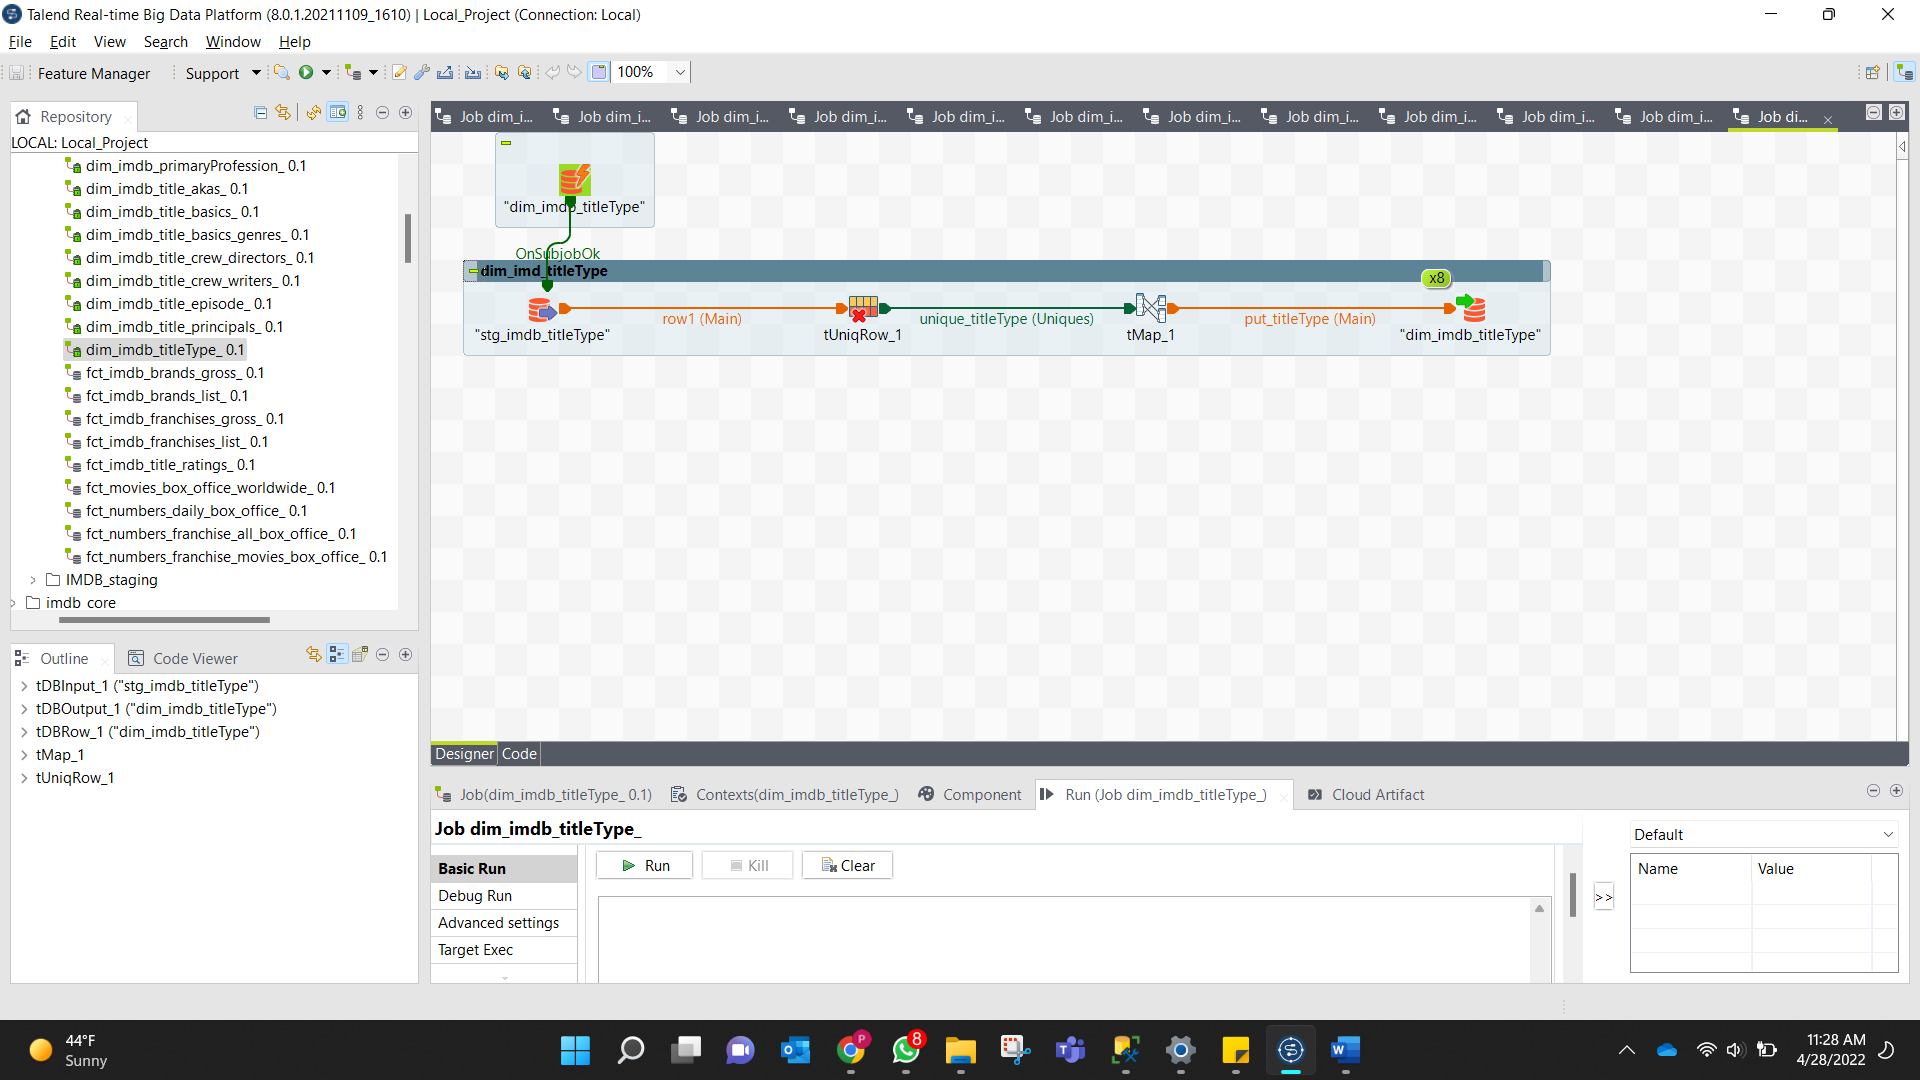 Talend Real-time Big Data Platform (8.0.1.20211109_1610) | Local_Project (Connection: Local)
File Edit View Search Window Help
Feature Manager Support 100%
Repository
LOCAL: Local_Project
dim_imdb_primaryProfession_ 0.1
dim_imdb_title_akas_ 0.1
dim_imdb_title_basics_ 0.1
dim_imdb_title_basics_genres_ 0.1
dim_imdb_title_crew_directors_ 0.1
dim_imdb_title_crew_writers_ 0.1
dim_imdb_title_episode_ 0.1
dim_imdb_title_principals_ 0.1
dim_imdb_titleType_ 0.1
fct_imdb_brands_gross_ 0.1
fct_imdb_brands_list_ 0.1
fct_imdb_franchises_gross_ 0.1
fct_imdb_franchises_list_ 0.1
fct_imdb_title_ratings_ 0.1
fct_movies_box_office_worldwide_ 0.1
fct_numbers_daily_box_office_ 0.1
fct_numbers_franchise_all_box_office_ 0.1
fct_numbers_franchise_movies_box_office_ 0.1
IMDB_staging
imdb core
Outline Code Viewer
tDBInput_1 ("stg_imdb_titleType")
tDBOutput_1 ("dim_imdb_titleType")
tDBRow_1 ("dim_imdb_titleType")
tMap_1
tUniqRow_1
Job dim_i... Job dim_i... Job dim_i... Job dim_i... Job dim_i... Job dim_i... Job dim_i... Job dim_i... Job dim_i... Job dim_i... Job dim_i... Job di...
"dim_imdb_titleType"
OnSubjobOk
dim_imd_titleType
x8
row1 (Main) unique_titleType (Uniques) put_titleType (Main)
"stg_imdb_titleType" tUniqRow_1 tMap_1 "dim_imdb_titleType"
Designer Code
Job(dim_imdb_titleType_ 0.1) Contexts(dim_imdb_titleType_) Component Run (Job dim_imdb_titleType_) Cloud Artifact
Job dim_imdb_titleType_
Basic Run
Debug Run
Advanced settings
Target Exec
Run Kill Clear
>>
Default
Name Value
44°F
Sunny
P
8
11:28 AM
4/28/2022